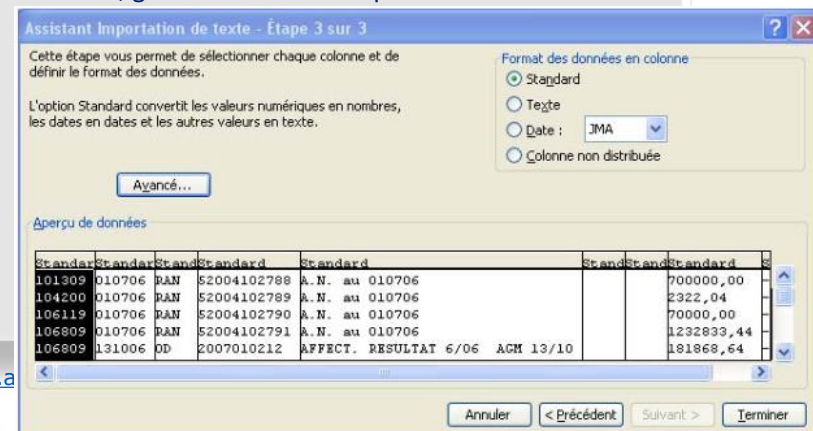 Assistant Importation de texte - Étape 3 sur 3
Cette étape vous permet de sélectionner chaque colonne et de
définir le format des données.
L'option Standard convertit les valeurs numériques en nombres,
les dates en dates et les autres valeurs en texte.
Avancé...
Format des données en colonne
Standard
Texte
Date : JMA
Colonne non distribuée
Aperçu de données
Standar Standar Stand Standard Standard Stand Stand Standard S
101309 010706 RAN 52004102788 A.N. au 010706 700000,00 -
104200 010706 RAN 52004102789 A.N. au 010706 2322,04 -
106119 010706 RAN 52004102790 A.N. au 010706 70000,00 -
106809 010706 RAN 52004102791 A.N. au 010706 1232833,44 -
106809 131006 OD 2007010212 AFFECT. RESULTAT 6/06 AGM 13/10 181868,64 -
.a
Annuler < Précédent Suivant > Terminer